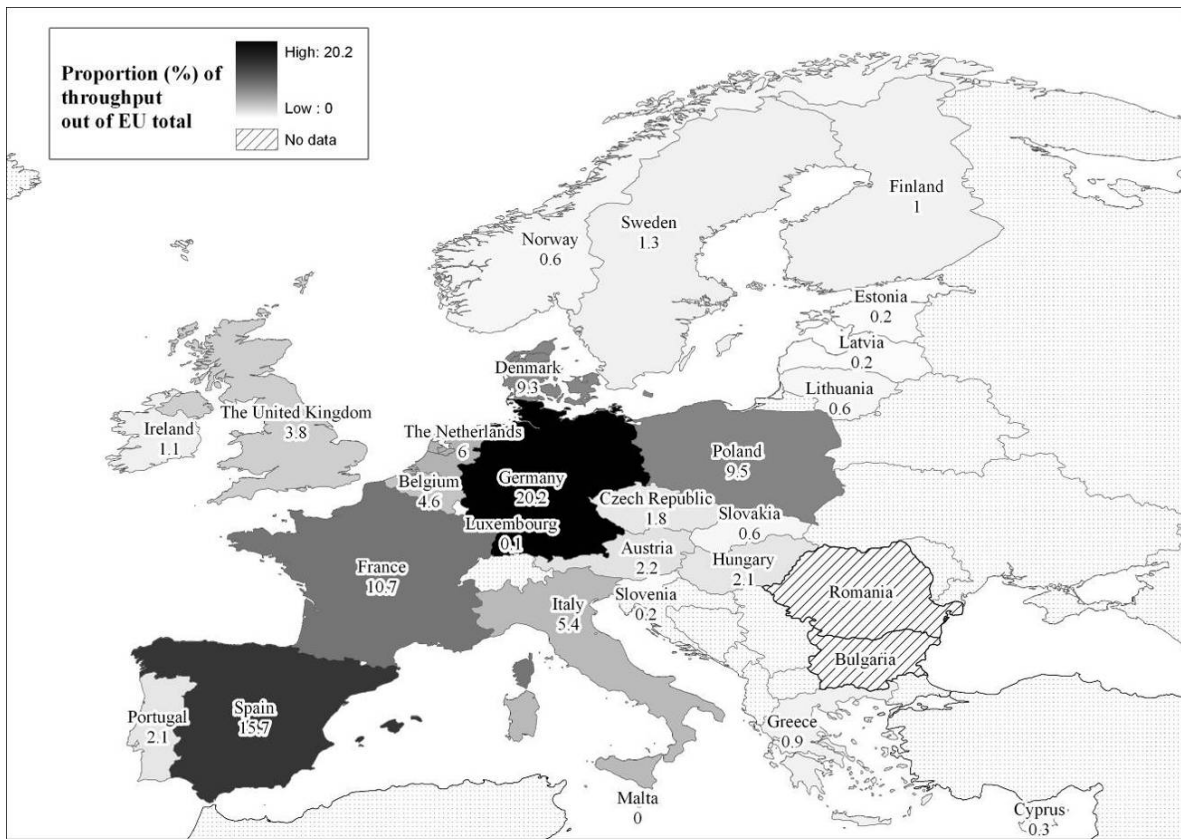 Proportion (%) of
throughput
out of EU total
High: 20.2
Low : 0
No data
Finland
1
Sweden
1.3
Norway
0.6
Estonia
0.2
Latvia
0.2
Lithuania
0.6
Denmark
9.3
The United Kingdom
3.8
Ireland
1.1
The Netherlands
6
Poland
9.5
Belgium
4.6
Germany
20.2
Czech Republic
1.8
Slovakia
0.6
Luxembourg
0.1
Austria
2.2
Hungary
2.1
France
10.7
Romania
Slovenia
0.2
Italy
5.4
Bulgaria
Portugal
2.1
Spain
15.7
Greece
0.9
Malta
0
Cyprus
0.3